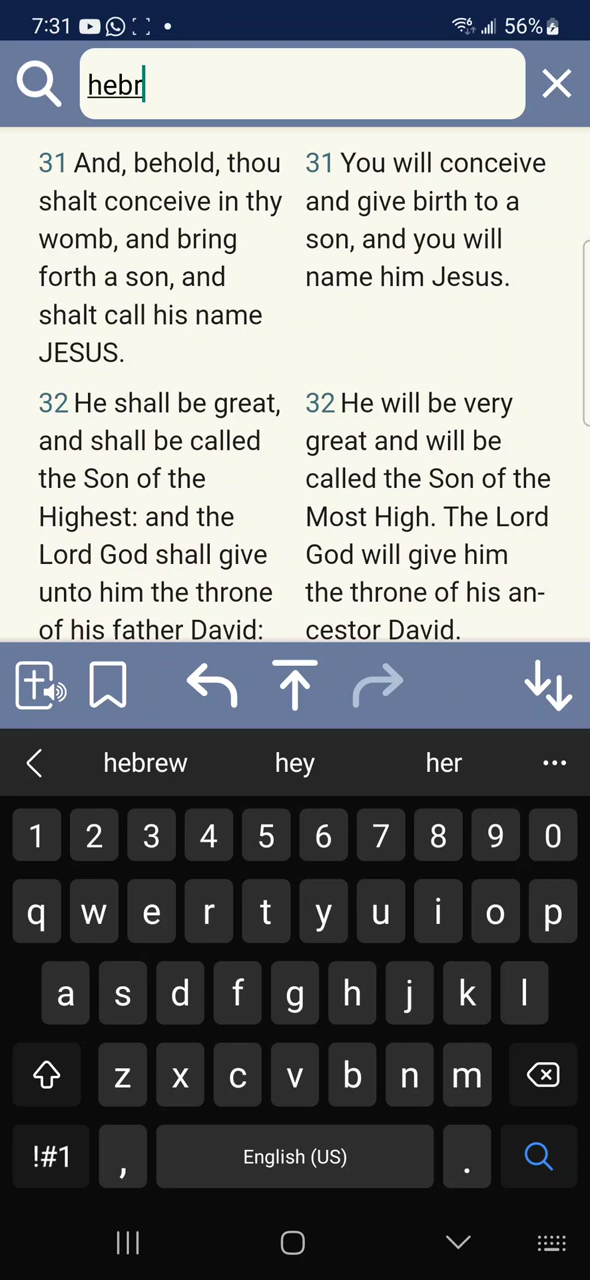 7:31 56%
hebr
31 And, behold, thou
shalt conceive in thy
womb, and bring
forth a son, and
shalt call his name
JESUS.
31 You will conceive
and give birth to a
son, and you will
name him Jesus.
32 He shall be great,
and shall be called
the Son of the
Highest: and the
Lord God shall give
unto him the throne
of his father David:
32 He will be very
great and will be
called the Son of the
Most High. The Lord
God will give him
the throne of his an-
cestor David.
hebrew hey her ...
1 2 3 4 5 6 7 8 9 0
q w e r t y u i o p
a s d f g h j k l
z x c v b n m
!#1 , English (US) .